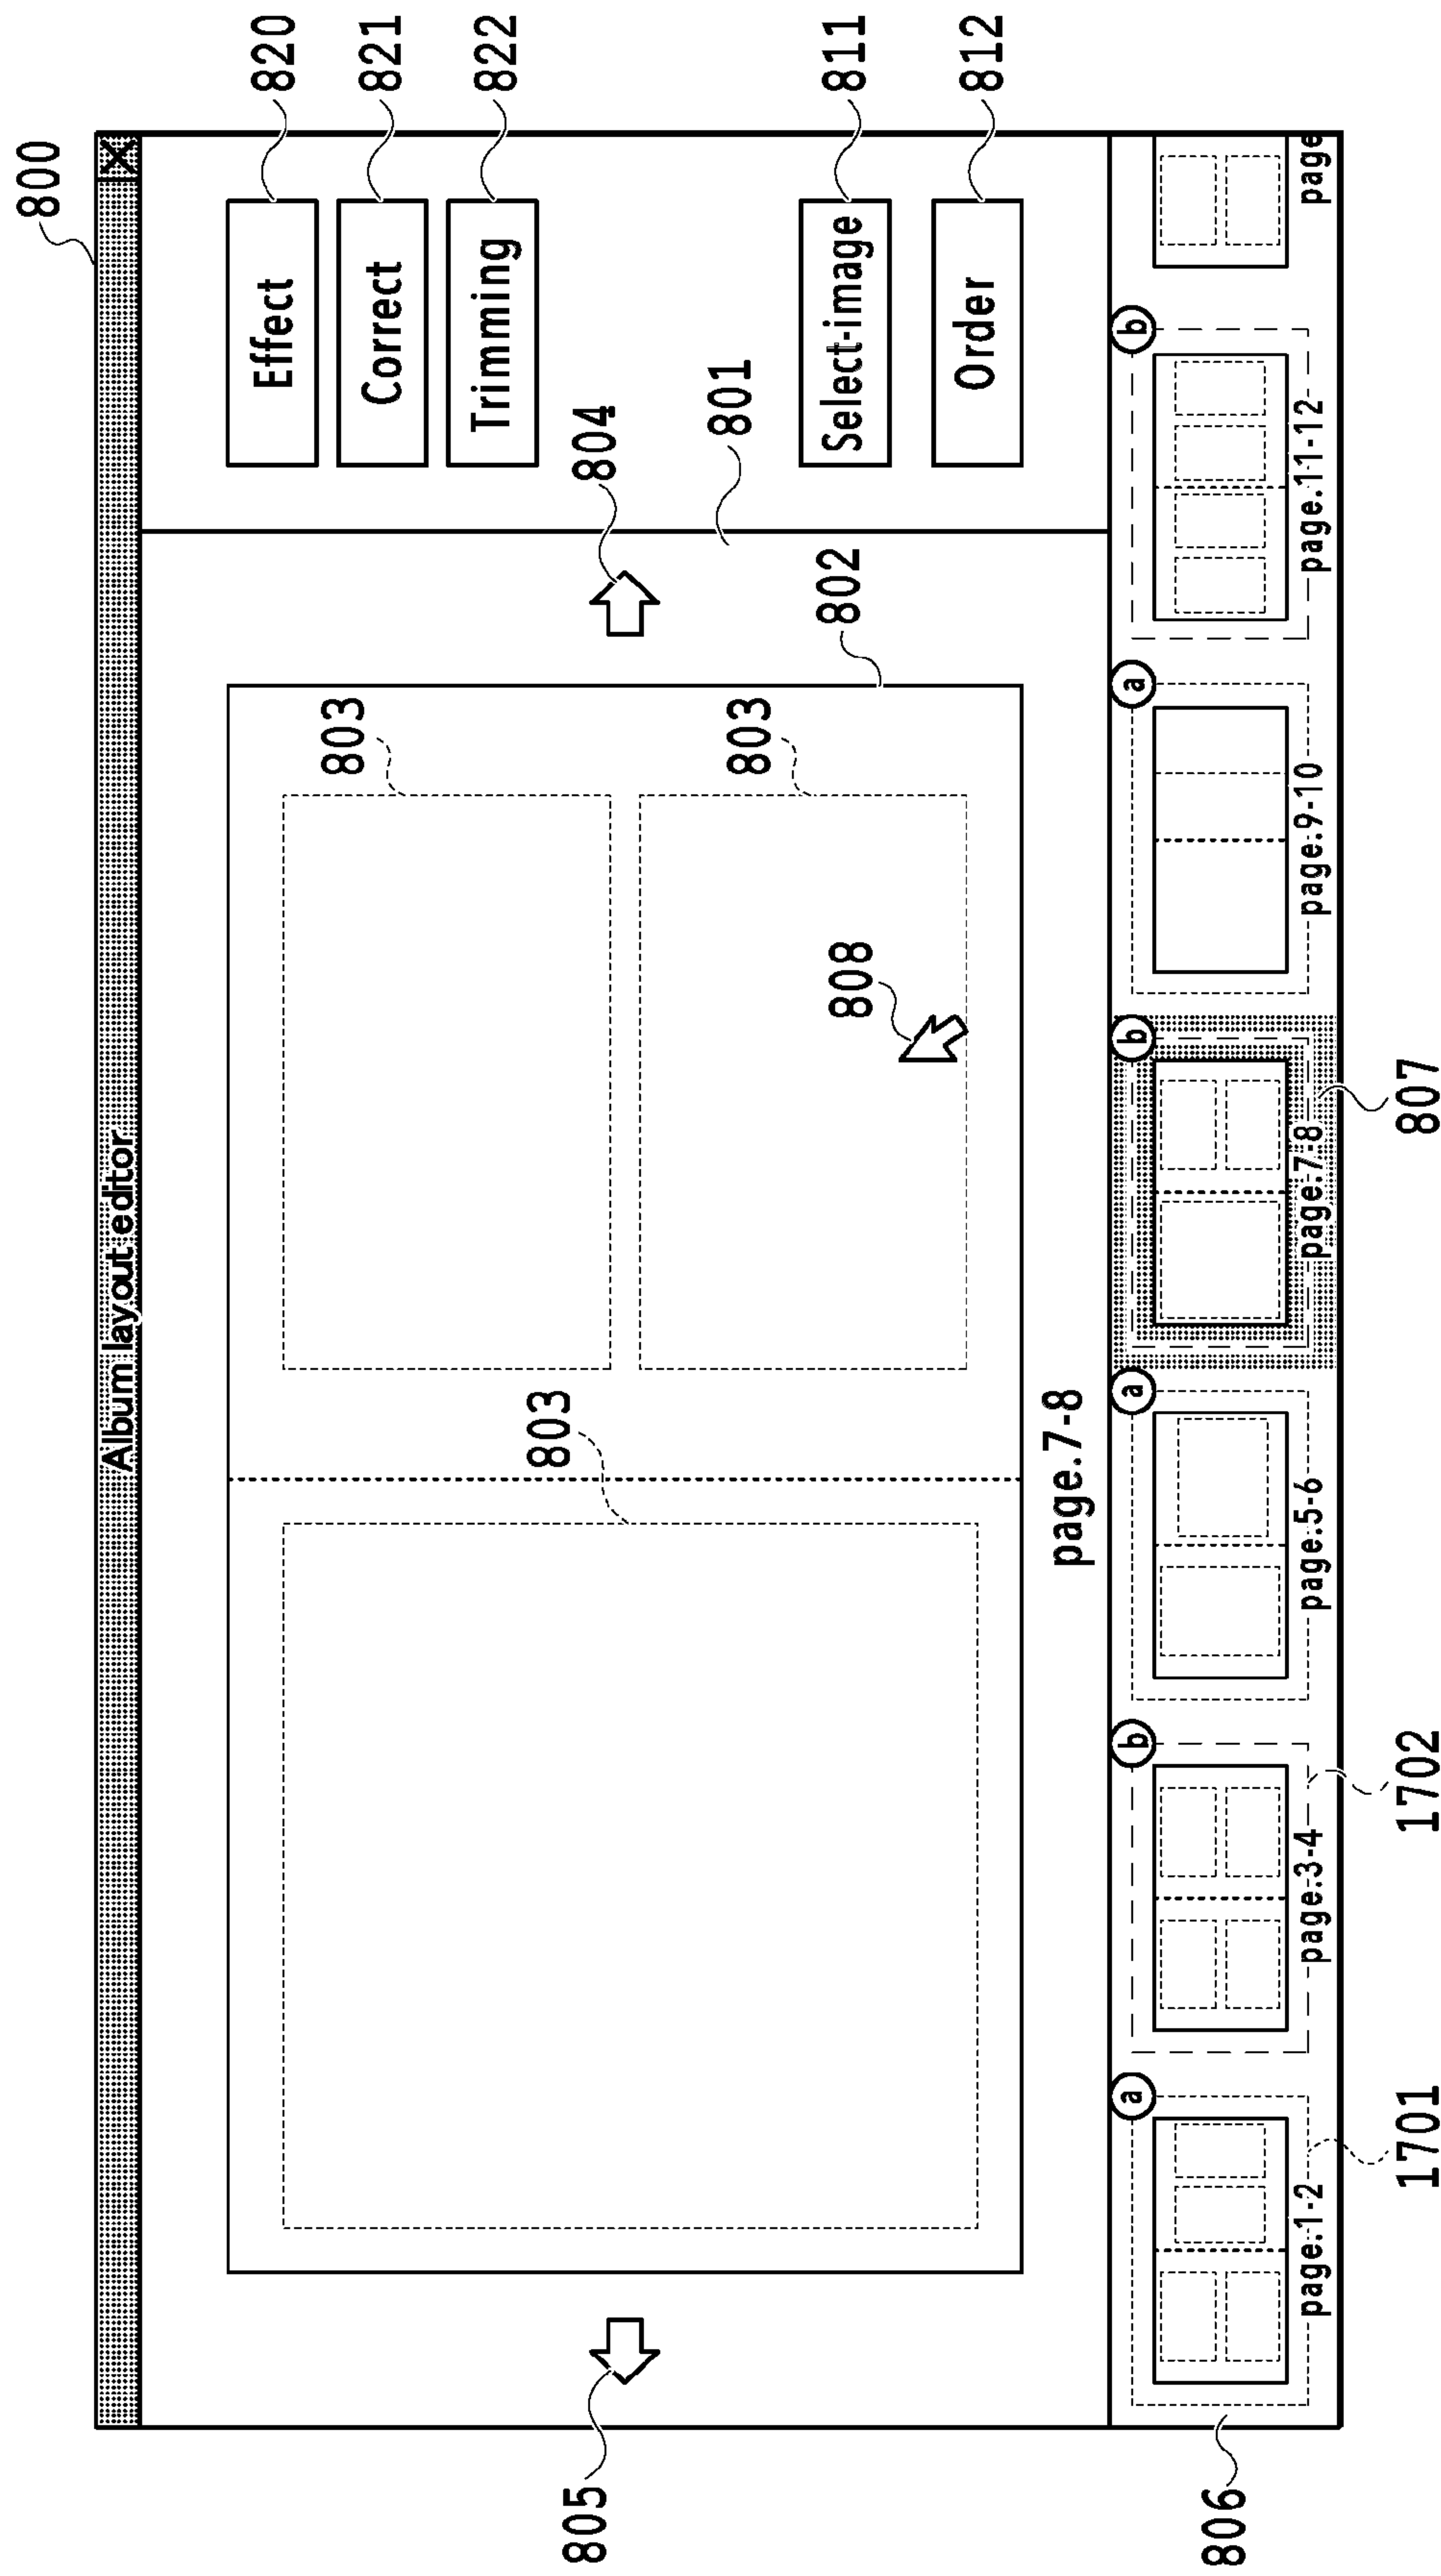 800
Album layout editor
X
Effect
820
Correct
821
Trimming
822
804
801
Select-image
811
Order
812
802
803
803
803
808
805
page.7-8
a
b
a
b
a
b
page.1-2
page.3-4
page.5-6
page.7-8
page.9-10
page.11-12
page
806
1701
1702
807